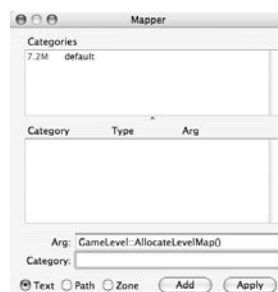 Mapper
Categories
7.2M default
Category Type Arg
Arg: GameLevel::AllocateLevelMap()
Category:
Text Path Zone Add Apply